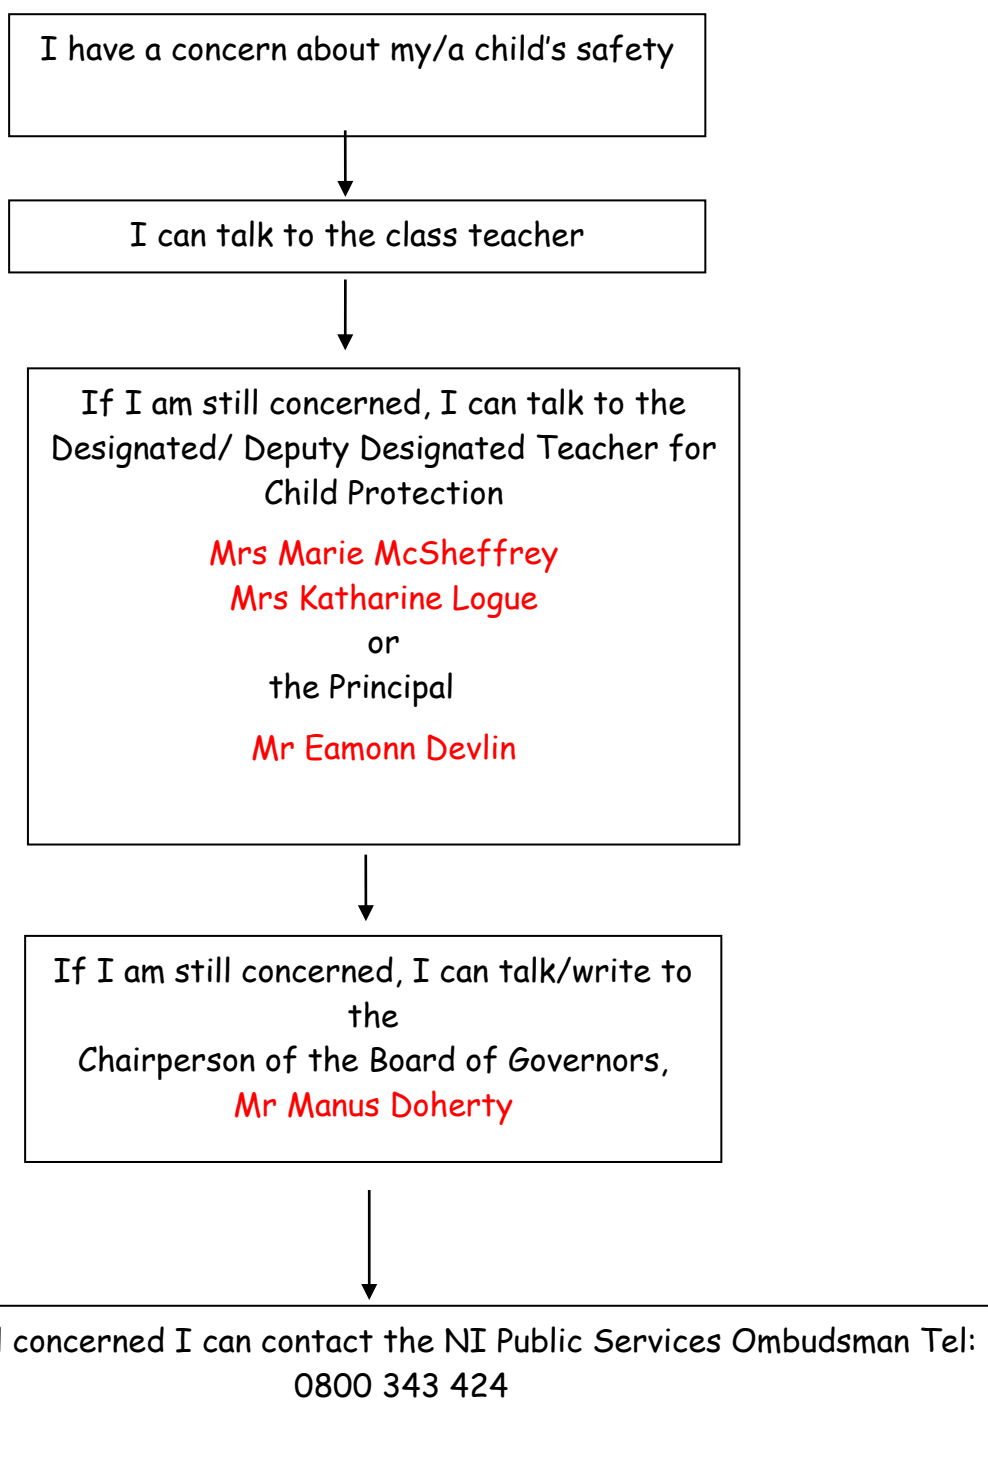 I have a concern about my/a child's safety
I can talk to the class teacher
If I am still concerned, I can talk to the
Designated/ Deputy Designated Teacher for
Child Protection
Mrs Marie McSheffrey
Mrs Katharine Logue
or
the Principal
Mr Eamonn Devlin
If I am still concerned, I can talk/write to
the
Chairperson of the Board of Governors,
Mr Manus Doherty
concerned I can contact the NI Public Services Ombudsman Tel:
0800 343 424